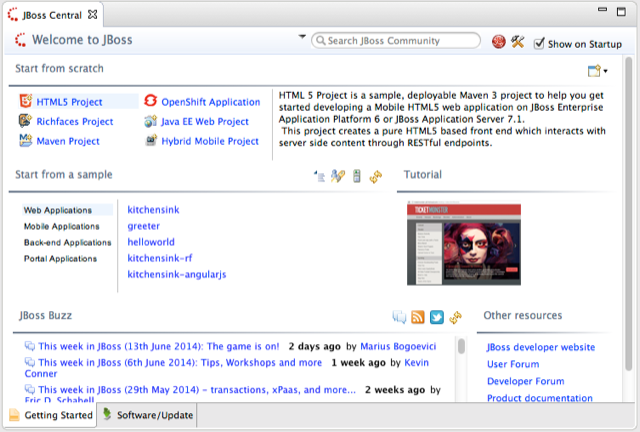 JBoss Central
Welcome to JBoss
Search JBoss Community
Show on Startup
Start from scratch
HTML5 Project
OpenShift Application
Richfaces Project
Java EE Web Project
Maven Project
Hybrid Mobile Project
HTML 5 Project is a sample, deployable Maven 3 project to help you get
started developing a Mobile HTML5 web application on JBoss Enterprise
Application Platform 6 or JBoss Application Server 7.1.
This project creates a pure HTML5 based front end which interacts with
server side content through RESTful endpoints.
Start from a sample
Web Applications
Mobile Applications
Back-end Applications
Portal Applications
kitchensink
greeter
helloworld
kitchensink-rf
kitchensink-angularjs
Tutorial
TICKETMONSTER
JBoss Buzz
This week in JBoss (13th June 2014): The game is on! 2 days ago by Marius Bogoevici
This week in JBoss (6th June 2014): Tips, Workshops and more 1 week ago by Kevin
Conner
This week in JBoss (29th May 2014) - transactions, xPaas, and more... 2 weeks ago by
Eric D. Schabell
Other resources
JBoss developer website
User Forum
Developer Forum
Product documentation
Getting Started
Software/Update